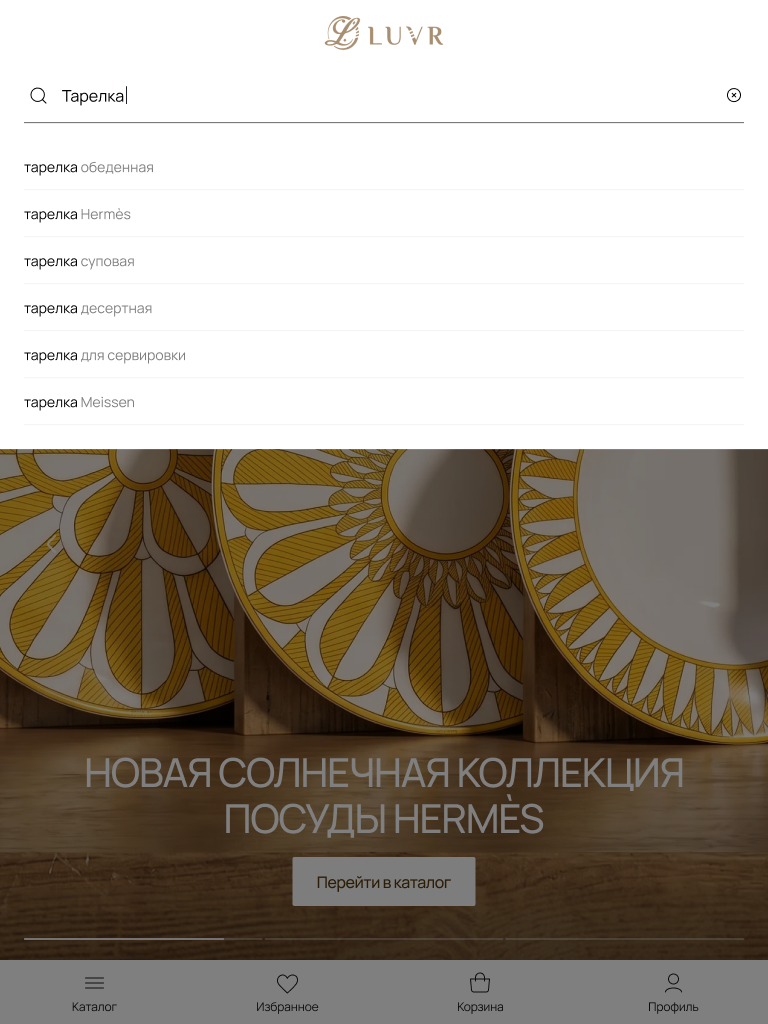 LUVR
Тарелка
тарелка обеденная
тарелка Hermès
тарелка суповая
тарелка десертная
тарелка для сервировки
тарелка Meissen
НОВАЯ СОЛНЕЧНАЯ КОЛЛЕКЦИЯ
ПОСУДЫ HERMÈS
Перейти в каталог
Каталог
Избранное
Корзина
Профиль